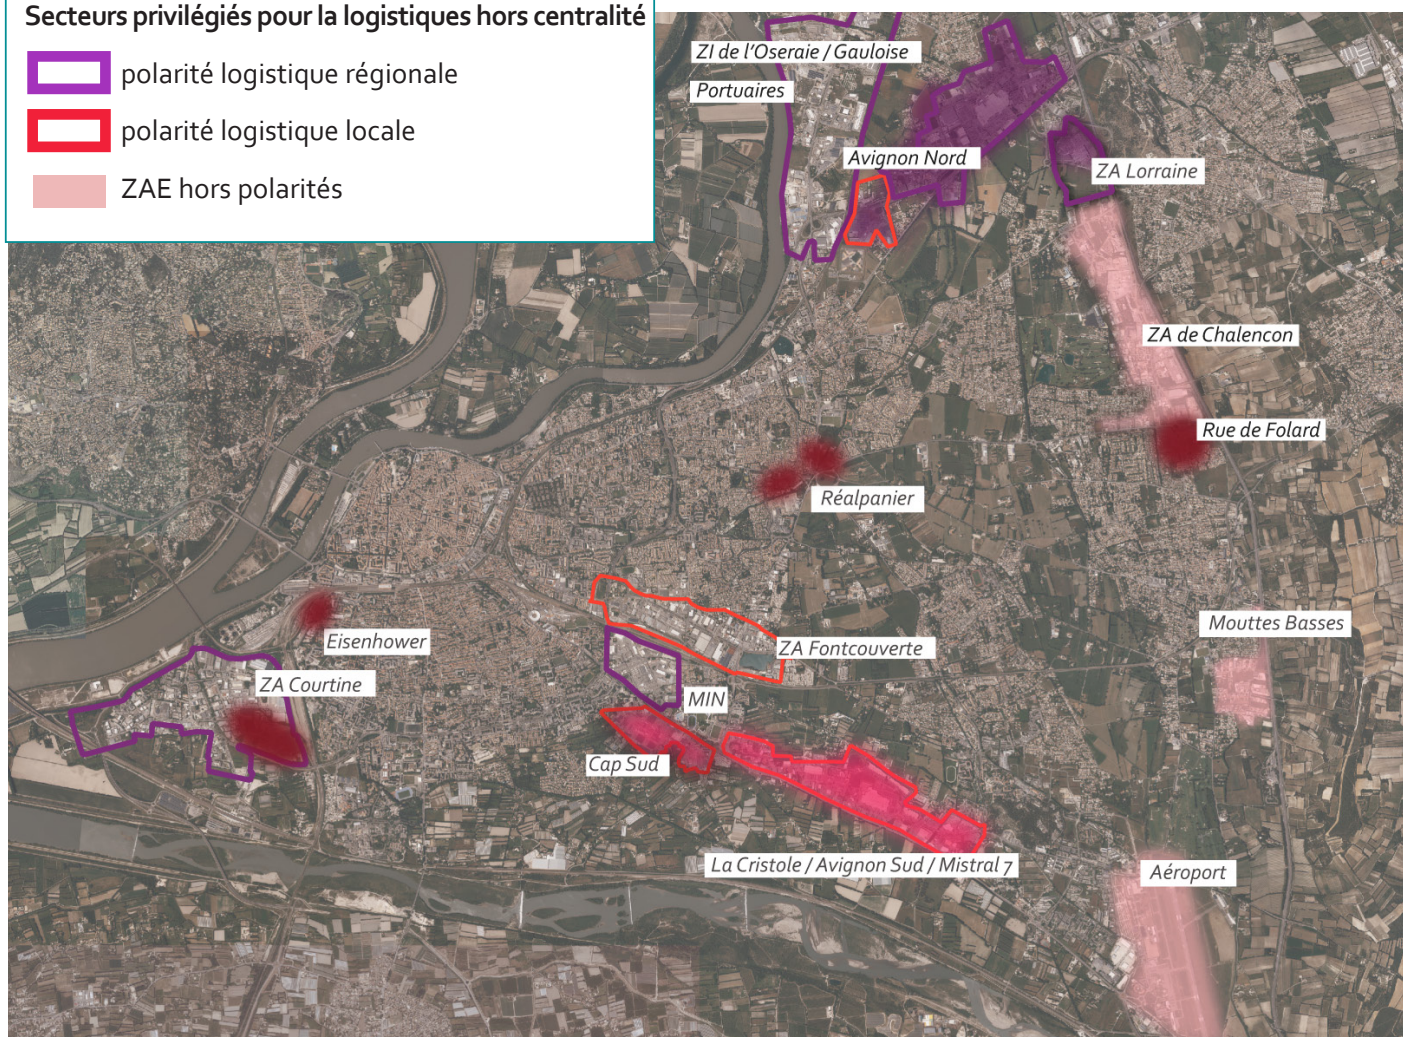 Secteurs privilégiés pour la logistiques hors centralité
polarité logistique régionale
polarité logistique locale
ZAE hors polarités
ZI de l'Oseraie / Gauloise
Portuaires
Avignon Nord
ZA Lorraine
ZA de Chalencon
Rue de Folard
Réalpanier
Eisenhower
Mouttes Basses
ZA Fontcouverte
ZA Courtine
MIN
Cap Sud
La Cristole / Avignon Sud / Mistral 7
Aéroport